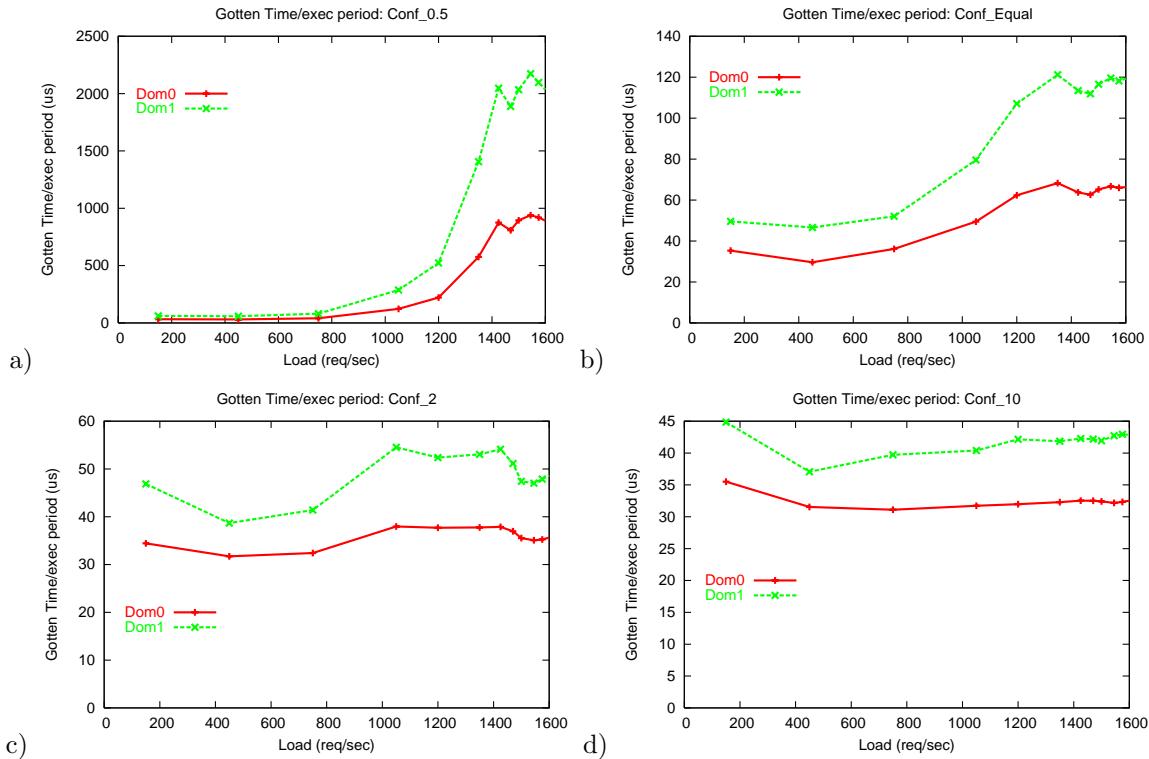 Gotten Time/exec period: Conf_0.5
Gotten Time/exec period (us)
2500
2000
1500
1000
500
0
Dom0
Dom1
0 200 400 600 800 1000 1200 1400 1600
Load (req/sec)
a)
Gotten Time/exec period: Conf_Equal
Gotten Time/exec period (us)
140
120
100
80
60
40
20
0
Dom0
Dom1
0 200 400 600 800 1000 1200 1400 1600
Load (req/sec)
b)
Gotten Time/exec period: Conf_2
Gotten Time/exec period (us)
60
50
40
30
20
10
0
Dom0
Dom1
0 200 400 600 800 1000 1200 1400 1600
Load (req/sec)
c)
Gotten Time/exec period: Conf_10
Gotten Time/exec period (us)
45
40
35
30
25
20
15
10
5
0
Dom0
Dom1
0 200 400 600 800 1000 1200 1400 1600
Load (req/sec)
d)